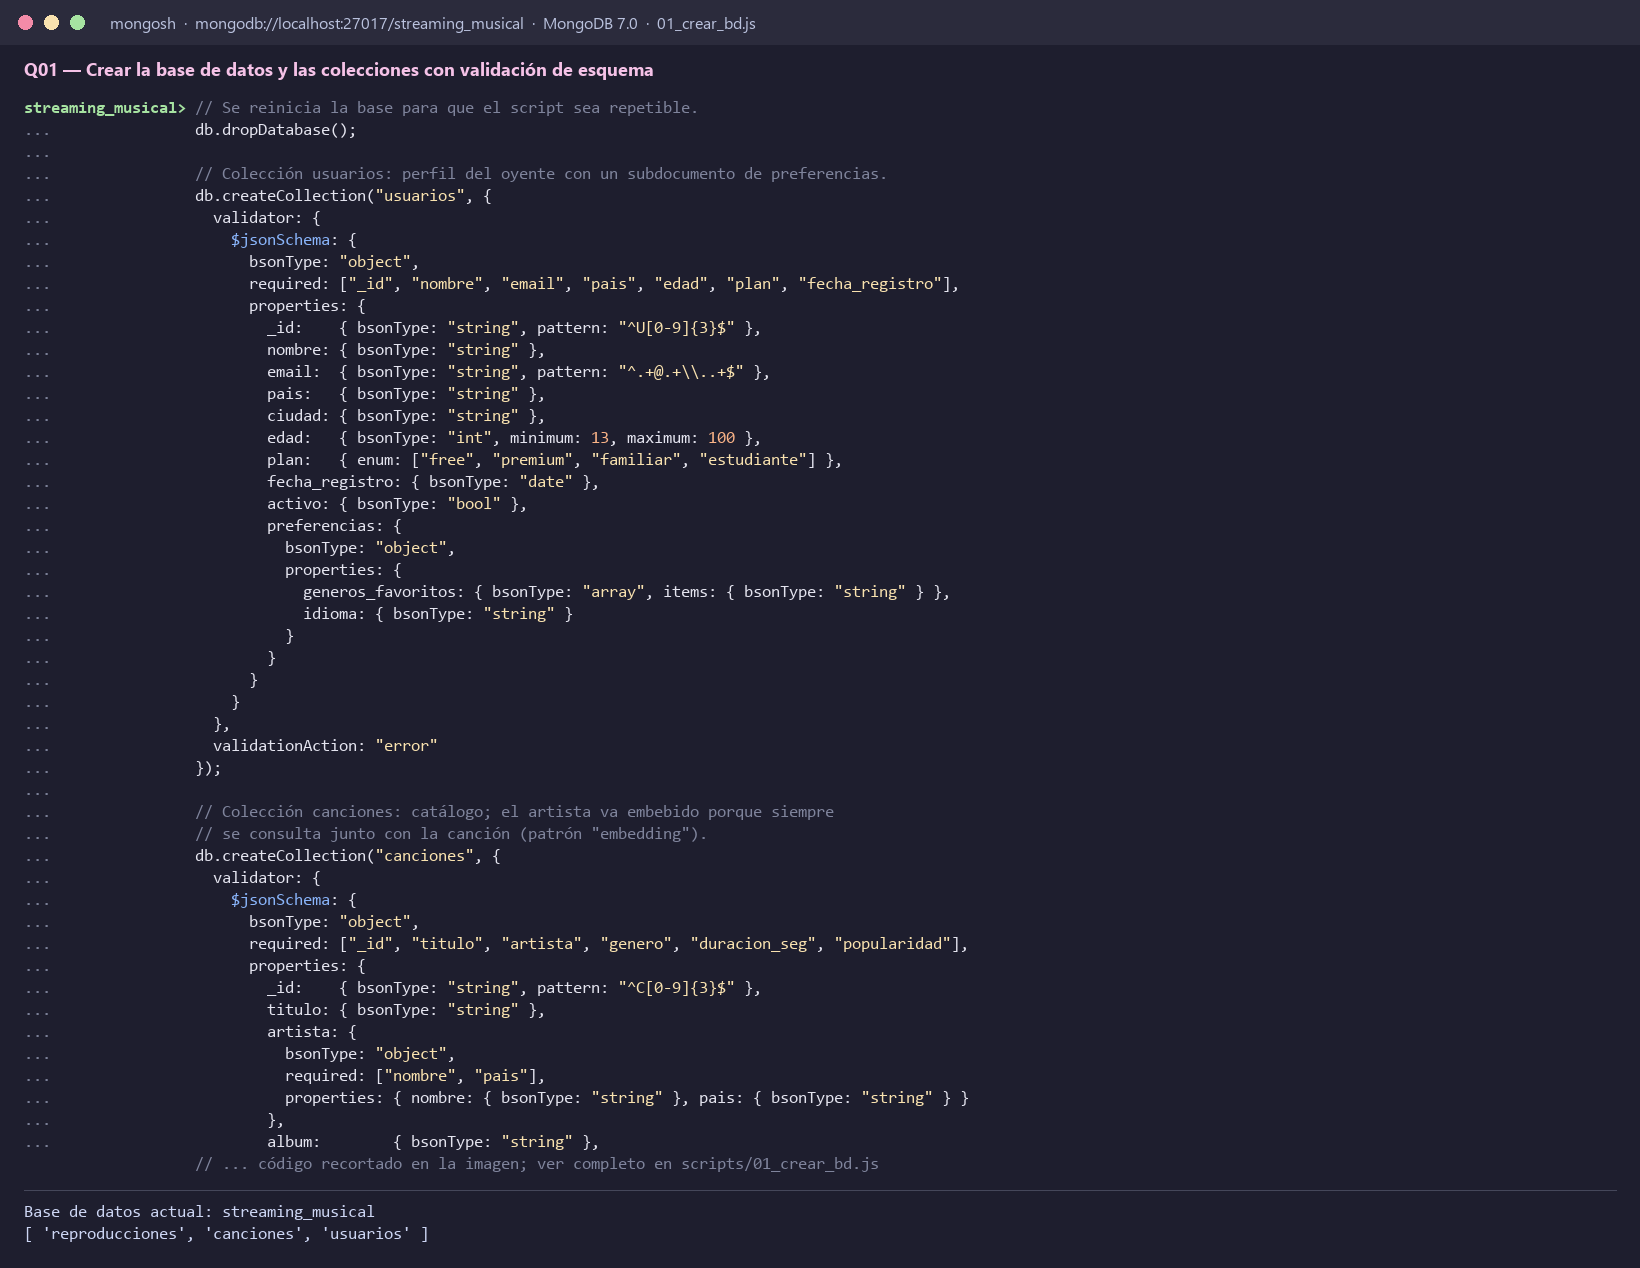 mongosh · mongodb://localhost:27017/streaming_musical · MongoDB 7.0 · 01_crear_bd.js
Q01 — Crear la base de datos y las colecciones con validación de esquema
streaming_musical> // Se reinicia la base para que el script sea repetible.
...                db.dropDatabase();
...
...                // Colección usuarios: perfil del oyente con un subdocumento de preferencias.
...                db.createCollection("usuarios", {
...                  validator: {
...                    $jsonSchema: {
...                      bsonType: "object",
...                      required: ["_id", "nombre", "email", "pais", "edad", "plan", "fecha_registro"],
...                      properties: {
...                        _id:    { bsonType: "string", pattern: "^U[0-9]{3}$" },
...                        nombre: { bsonType: "string" },
...                        email:  { bsonType: "string", pattern: "^.+@.+\\..+$" },
...                        pais:   { bsonType: "string" },
...                        ciudad: { bsonType: "string" },
...                        edad:   { bsonType: "int", minimum: 13, maximum: 100 },
...                        plan:   { enum: ["free", "premium", "familiar", "estudiante"] },
...                        fecha_registro: { bsonType: "date" },
...                        activo: { bsonType: "bool" },
...                        preferencias: {
...                          bsonType: "object",
...                          properties: {
...                            generos_favoritos: { bsonType: "array", items: { bsonType: "string" } },
...                            idioma: { bsonType: "string" }
...                          }
...                        }
...                      }
...                    }
...                  },
...                  validationAction: "error"
...                });
...
...                // Colección canciones: catálogo; el artista va embebido porque siempre
...                // se consulta junto con la canción (patrón "embedding").
...                db.createCollection("canciones", {
...                  validator: {
...                    $jsonSchema: {
...                      bsonType: "object",
...                      required: ["_id", "titulo", "artista", "genero", "duracion_seg", "popularidad"],
...                      properties: {
...                        _id:    { bsonType: "string", pattern: "^C[0-9]{3}$" },
...                        titulo: { bsonType: "string" },
...                        artista: {
...                          bsonType: "object",
...                          required: ["nombre", "pais"],
...                          properties: { nombre: { bsonType: "string" }, pais: { bsonType: "string" } }
...                        },
...                        album:        { bsonType: "string" },
                   // ... código recortado en la imagen; ver completo en scripts/01_crear_bd.js
Base de datos actual: streaming_musical
[ 'reproducciones', 'canciones', 'usuarios' ]